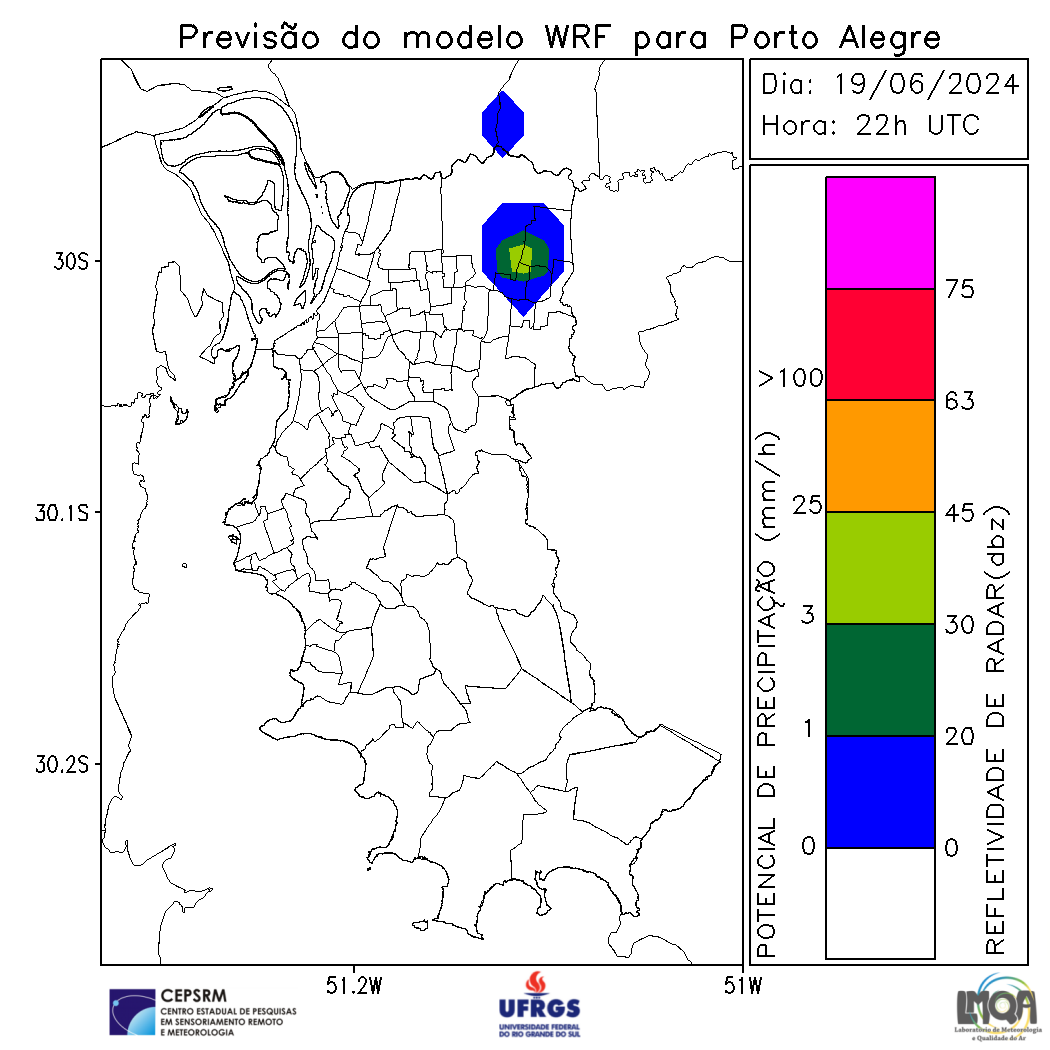 Previsão do modelo WRF para Porto Alegre
Dia: 19/06/2024
Hora: 22h UTC
30S
30.1S
30.2S
51.2W
51W
POTENCIAL DE PRECIPITAÇÃO (mm/h)
>100
25
3
1
0
75
63
45
30
20
0
REFLETIVIDADE DE RADAR(dbz)
CEPSRM
CENTRO ESTADUAL DE PESQUISAS
EM SENSORIAMENTO REMOTO
E METEOROLOGIA
UFRGS
UNIVERSIDADE FEDERAL
DO RIO GRANDE DO SUL
LMQA
Laboratório de Meteorologia
e Qualidade do Ar